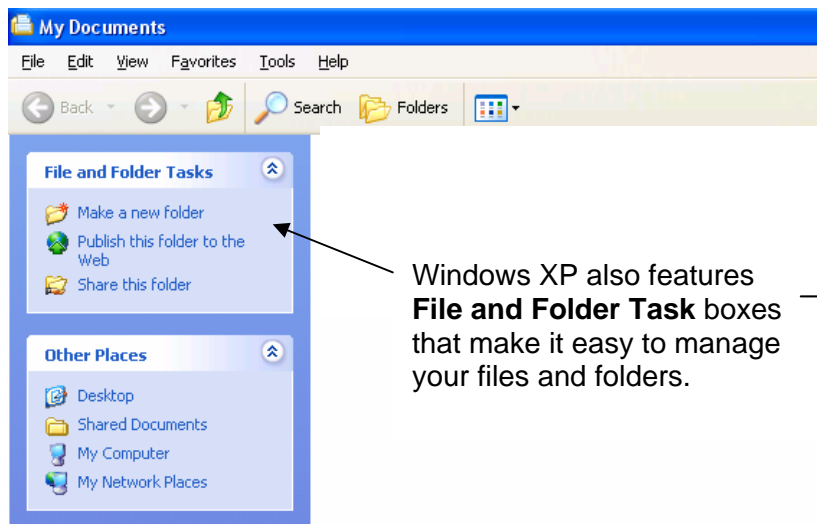 My Documents
File Edit View Favorites Tools Help
Back Search Folders
File and Folder Tasks
Make a new folder
Publish this folder to the
Web
Share this folder
Other Places
Desktop
Shared Documents
My Computer
My Network Places
Windows XP also features
File and Folder Task boxes
that make it easy to manage
your files and folders.